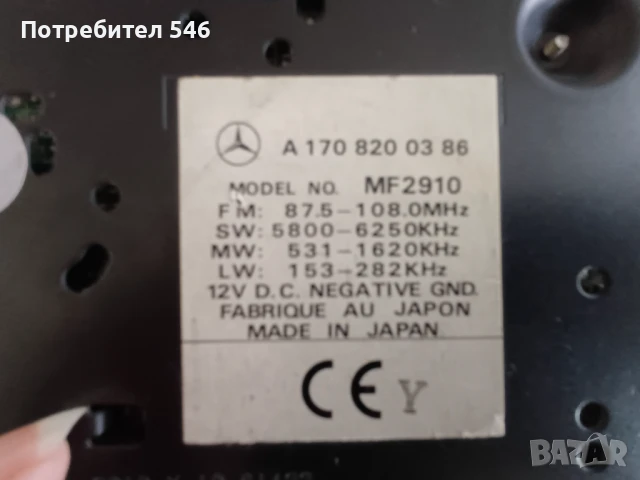 Потребител 546
A 170 820 03 86
MODEL NO. MF2910
FM: 87.5-108.0MHz
SW: 5800-6250KHz
MW: 531-1620KHz
LW: 153-282KHz
12V D.C. NEGATIVE GND.
FABRIQUE AU JAPON
MADE IN JAPAN
CE Y
BAZAR